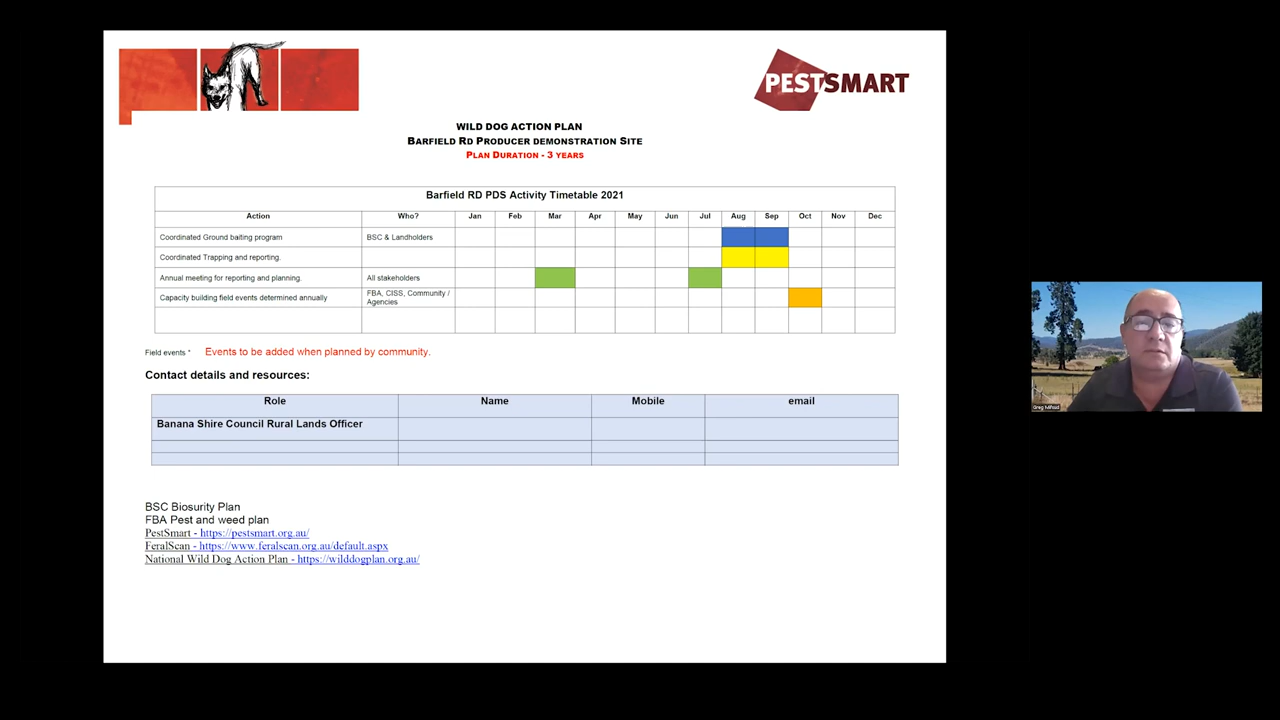 PESTSMART
WILD DOG ACTION PLAN
BARFIELD RD PRODUCER DEMONSTRATION SITE
PLAN DURATION - 3 YEARS
Barfield RD PDS Activity Timetable 2021
Action Who? Jan Feb Mar Apr May Jun Jul Aug Sep Oct Nov Dec
Coordinated Ground baiting program BSC & Landholders
Coordinated Trapping and reporting.
Annual meeting for reporting and planning. All stakeholders
Capacity building field events determined annually FBA, CISS, Community /
Agencies
Field events * Events to be added when planned by community.
Contact details and resources:
Role Name Mobile email
Banana Shire Council Rural Lands Officer
BSC Biosurity Plan
FBA Pest and weed plan
PestSmart - https://pestsmart.org.au/
FeralScan - https://www.feralscan.org.au/default.aspx
National Wild Dog Action Plan - https://wilddogplan.org.au/
Greg Mifsud